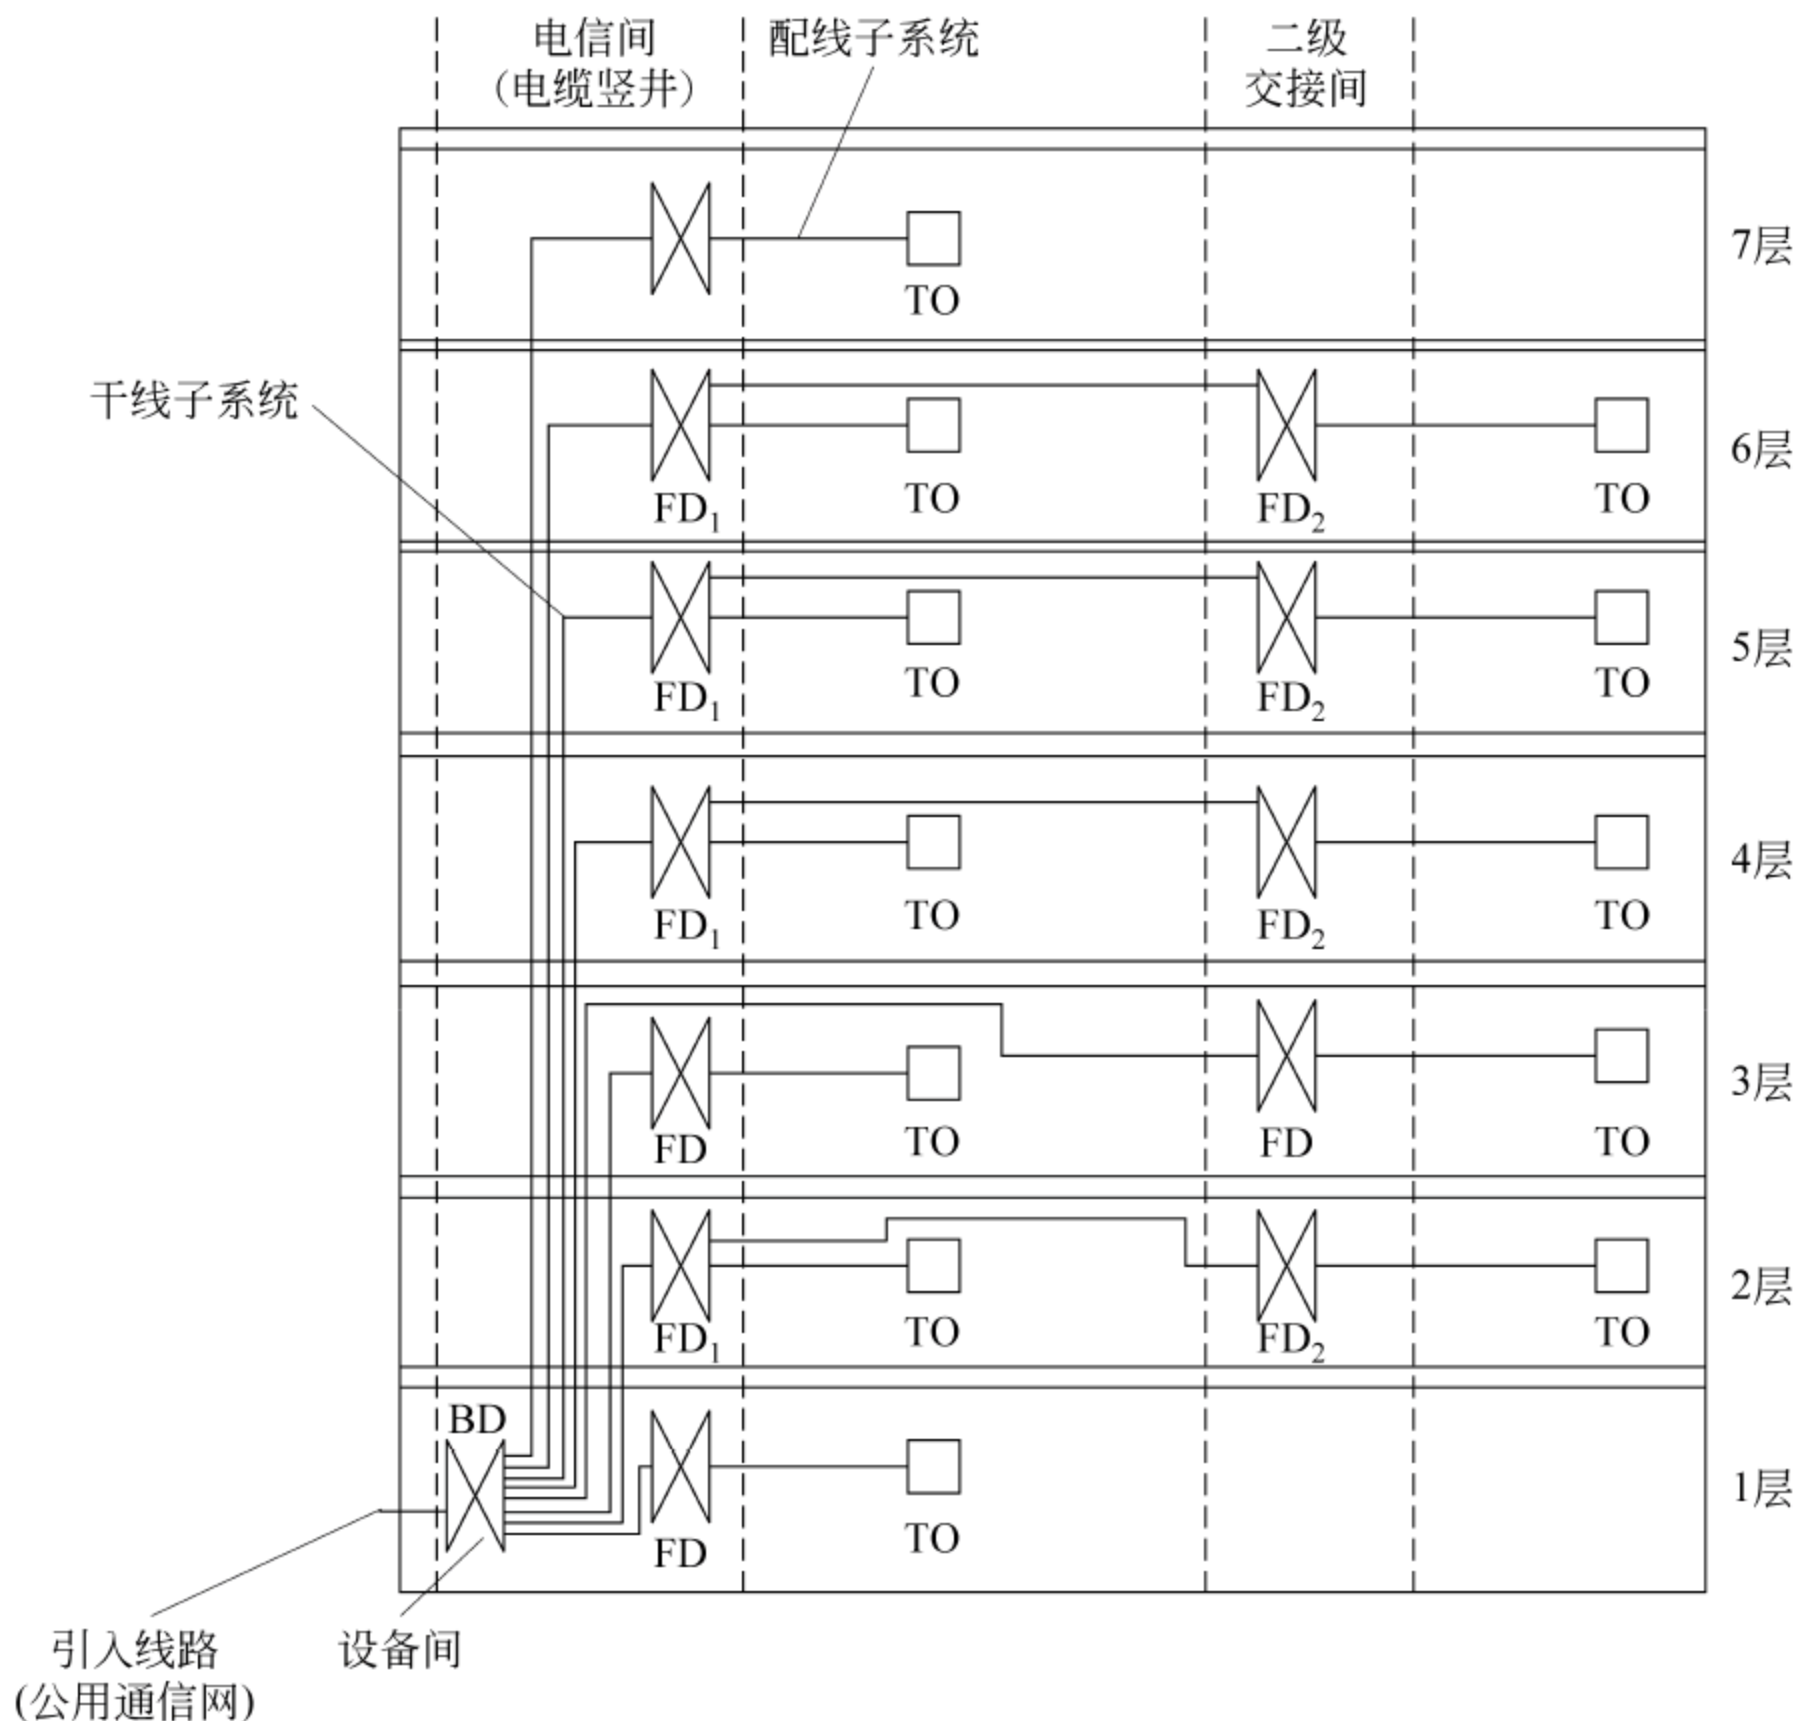 电信间
(电缆竖井)
配线子系统
二级
交接间
TO
7层
干线子系统
FD₁
TO
FD₂
TO
6层
FD₁
TO
FD₂
TO
5层
FD₁
TO
FD₂
TO
4层
FD
TO
FD
TO
3层
FD₁
TO
FD₂
TO
2层
BD
FD
TO
1层
引入线路
(公用通信网)
设备间